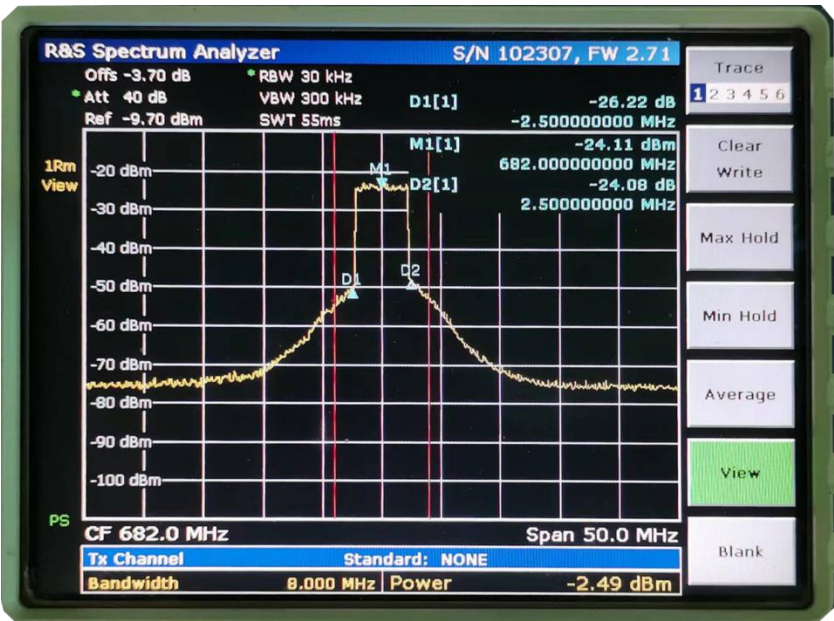 R&S Spectrum Analyzer S/N 102307, FW 2.71
Offs -3.70 dB * RBW 30 kHz
* Att 40 dB VBW 300 kHz D1[1] -26.22 dB
Ref -9.70 dBm SWT 55ms -2.500000000 MHz
M1[1] -24.11 dBm
682.000000000 MHz
D2[1] -24.08 dB
2.500000000 MHz
1Rm
View
M1
-20 dBm
-30 dBm
-40 dBm
D1 D2
-50 dBm
-60 dBm
-70 dBm
-80 dBm
-90 dBm
-100 dBm
PS
CF 682.0 MHz Span 50.0 MHz
Tx Channel Standard: NONE
Bandwidth 8.000 MHz Power -2.49 dBm
Trace
1 2 3 4 5 6
Clear
Write
Max Hold
Min Hold
Average
View
Blank